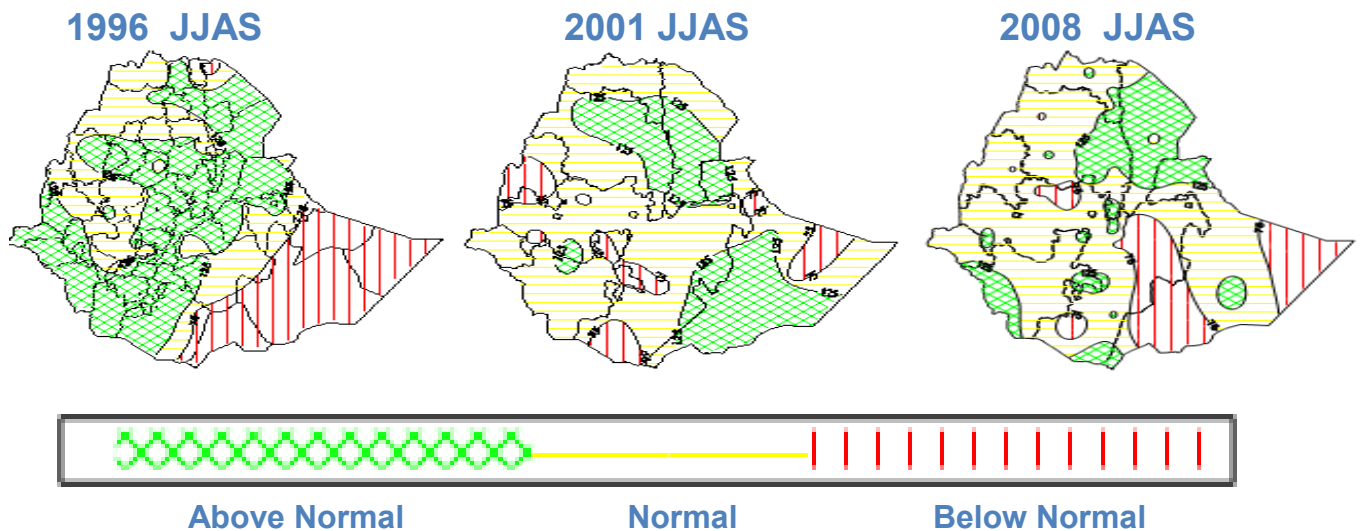 1996 JJAS
2001 JJAS
2008 JJAS
Above Normal
Normal
Below Normal